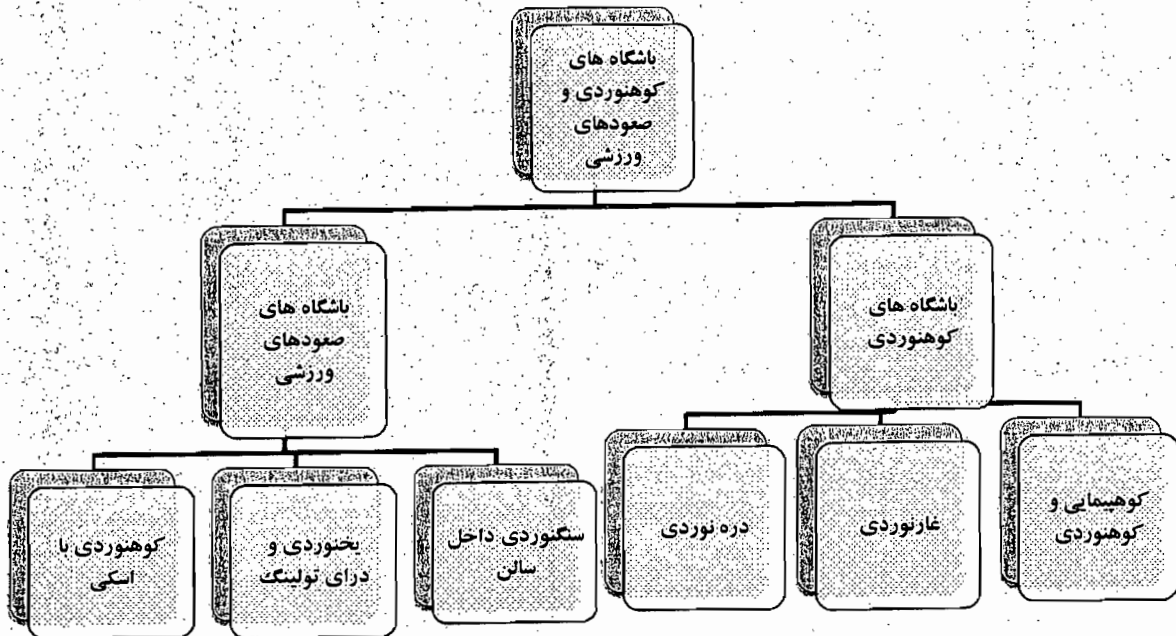 باشگاه های
کوهنوردی و
صعودهای
ورزشی
باشگاه های
کوهنوردی
باشگاه های
صعودهای
ورزشی
کوهپیمایی و
کوهنوردی
غارنوردی
دره نوردی
سنگنوردی داخل
سالن
یخنوردی و
درای تولینگ
کوهنوردی با
اسکی